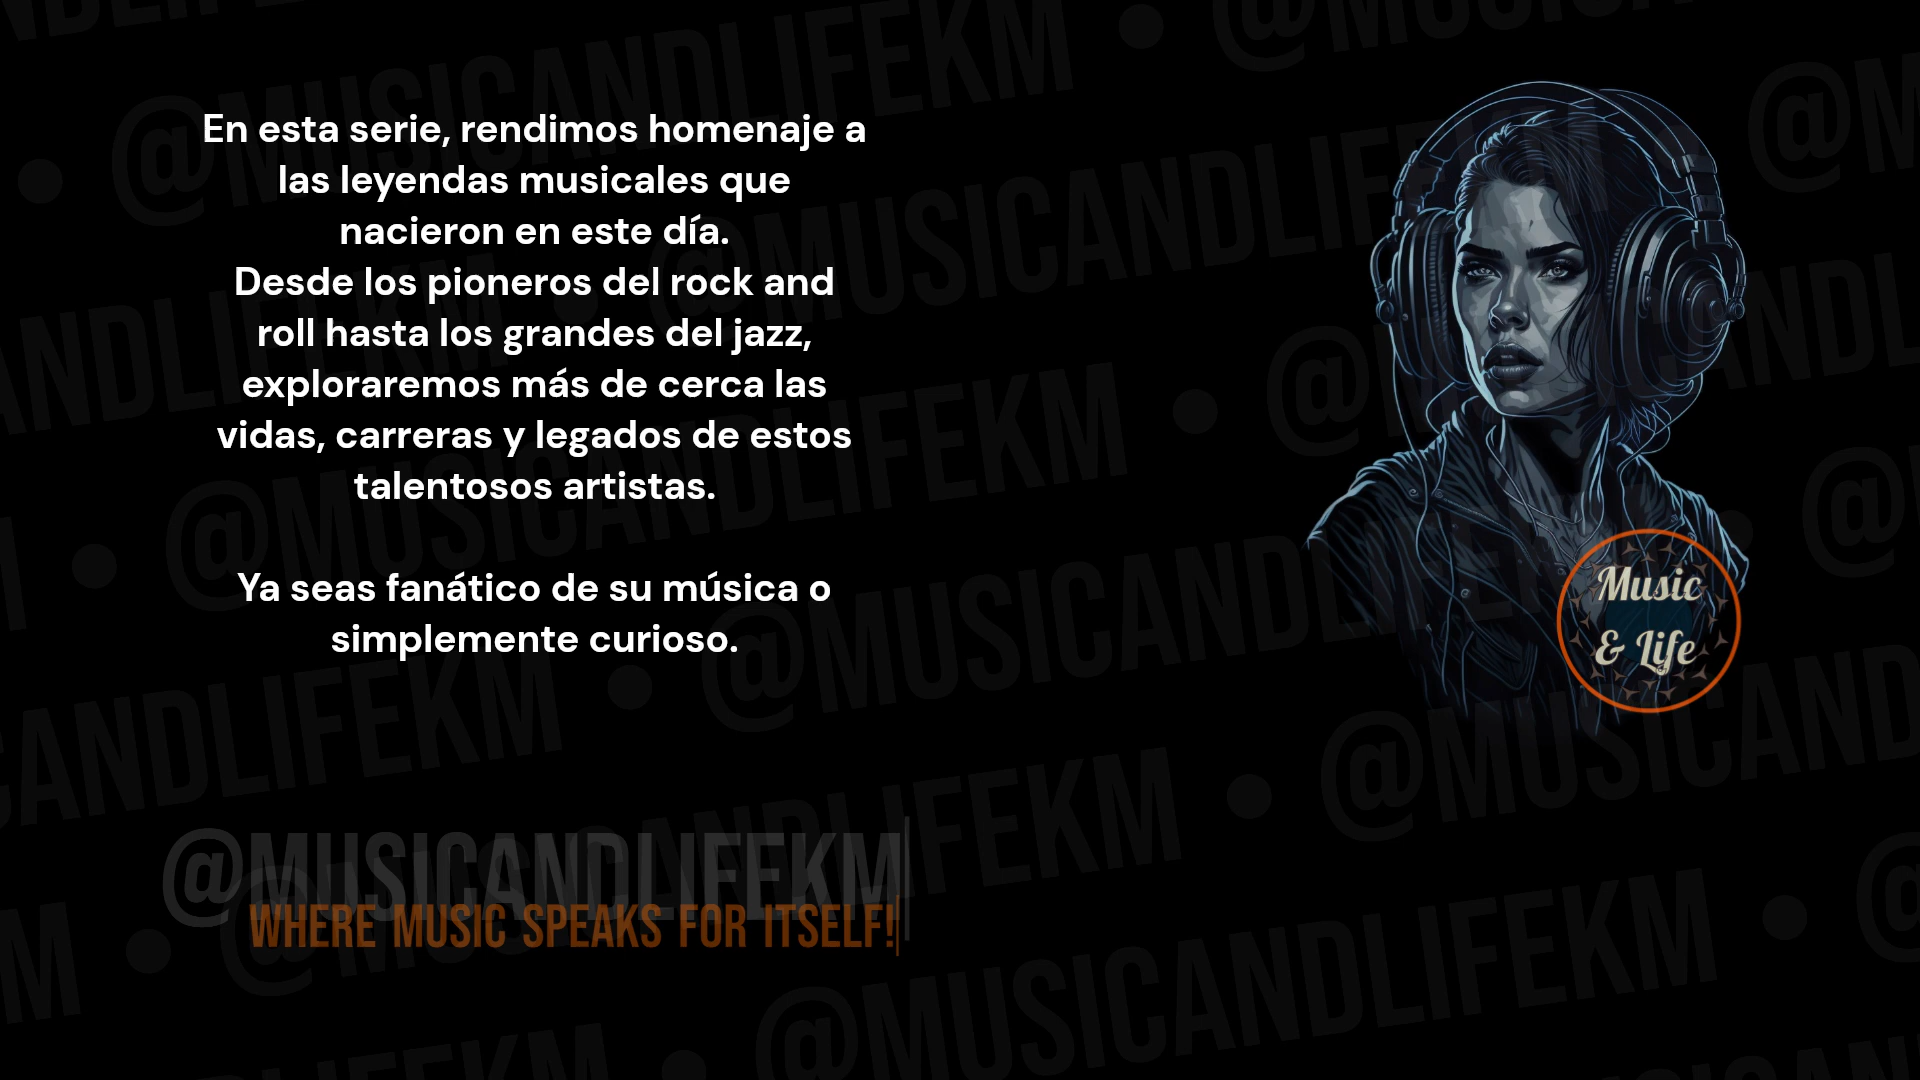 En esta serie, rendimos homenaje a
las leyendas musicales que
nacieron en este día.
Desde los pioneros del rock and
roll hasta los grandes del jazz,
exploraremos más de cerca las
vidas, carreras y legados de estos
talentosos artistas.
Ya seas fanático de su música o
simplemente curioso.
Music
& Life
@MUSICANDLIFEKM
WHERE MUSIC SPEAKS FOR ITSELF!